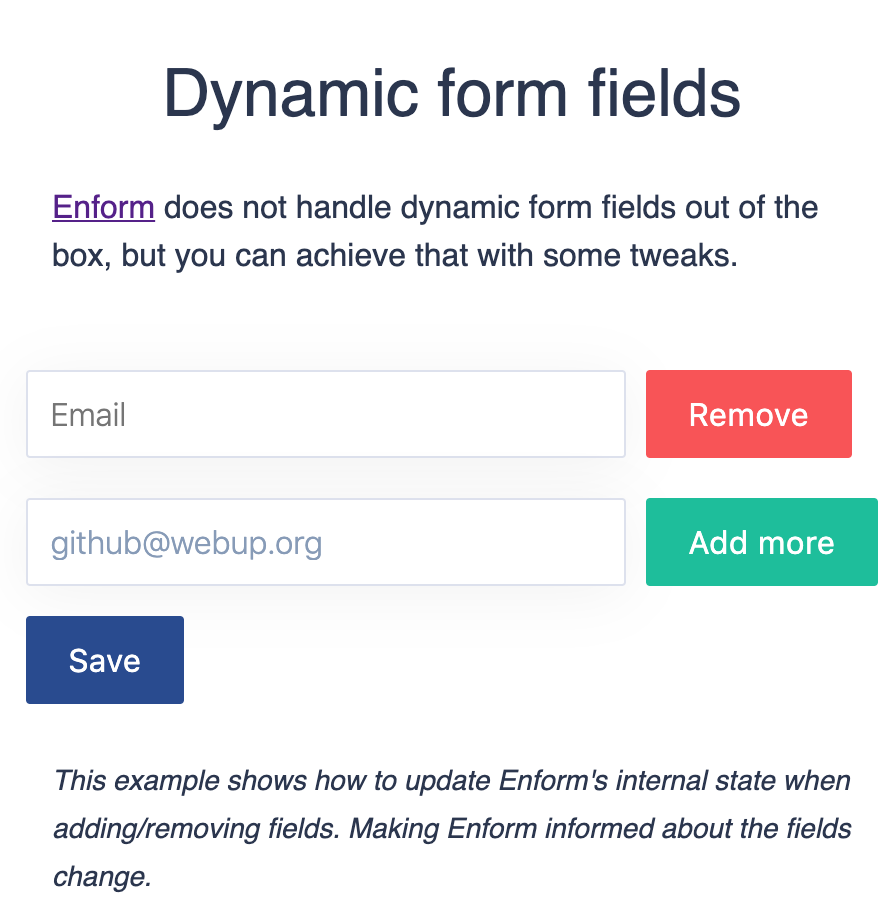 Dynamic form fields
Enform does not handle dynamic form fields out of the
box, but you can achieve that with some tweaks.
Email
Remove
github@webup.org
Add more
Save
This example shows how to update Enform's internal state when
adding/removing fields. Making Enform informed about the fields
change.